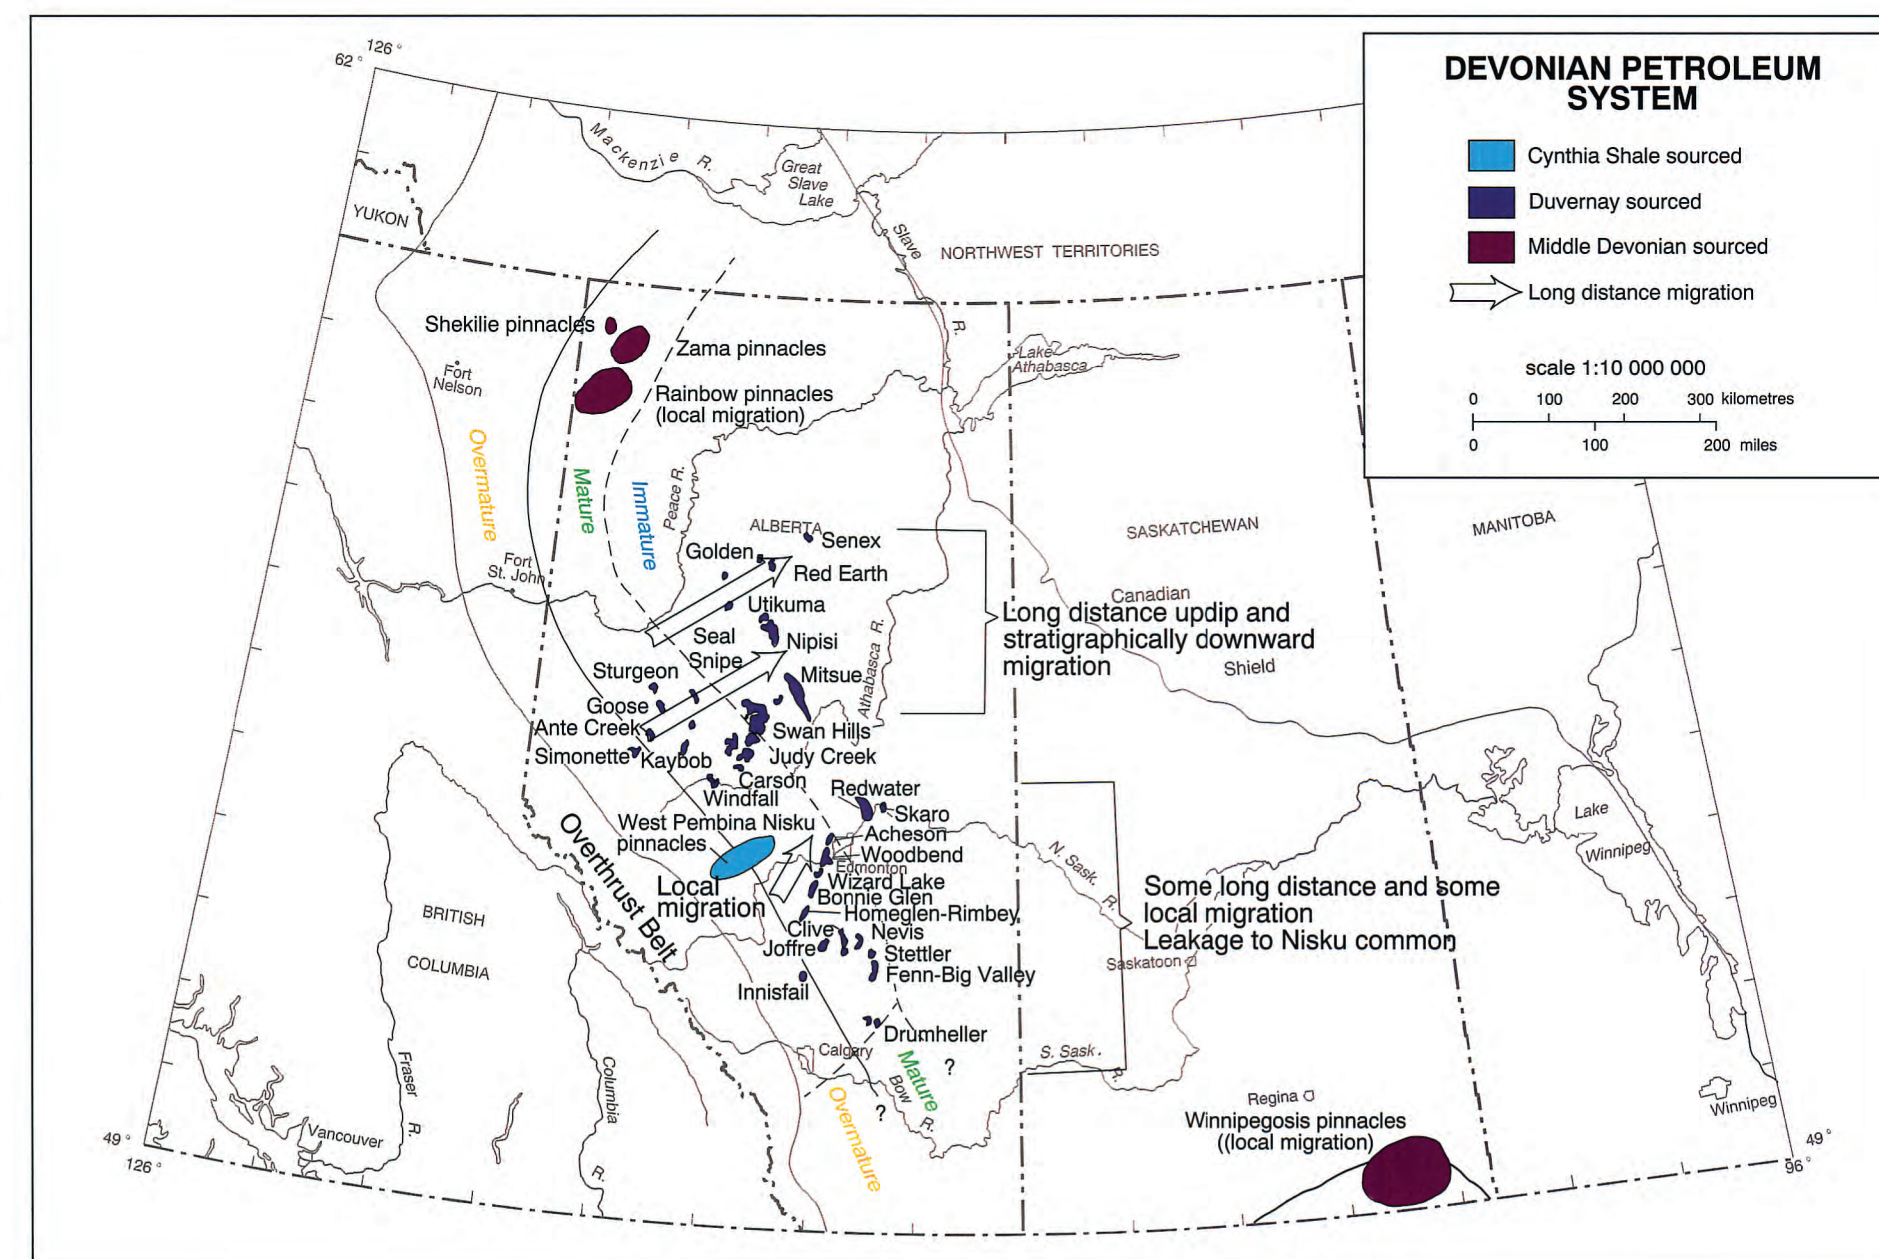 126°
62°
DEVONIAN PETROLEUM
SYSTEM
Cynthia Shale sourced
Duvernay sourced
Middle Devonian sourced
Long distance migration
scale 1:10 000 000
0 100 200 300 kilometres
0 100 200 miles
Mackenzie R.
Great
Slave
Lake
YUKON
Slave
R.
NORTHWEST TERRITORIES
Shekilie pinnacles
Zama pinnacles
Fort
Nelson
Rainbow pinnacles
(local migration)
Lake
Athabasca
Overmature
Mature
Immature
Peace R.
ALBERTA
Senex
SASKATCHEWAN
MANITOBA
Golden
Red Earth
Fort
St. John
Utikuma
Canadian
Shield
Long distance updip and
stratigraphically downward
migration
Seal
Nipisi
Snipe
Sturgeon
Mitsue
Athabasca R.
Goose
Ante Creek
Swan Hills
Simonette
Kaybob
Judy Creek
Carson
Windfall
Redwater
Skaro
West Pembina Nisku
pinnacles
Acheson
Woodbend
Edmonton
Wizard Lake
Bonnie Glen
Local
migration
Homeglen-Rimbey
Clive
Nevis
Joffre
Stettler
Fenn-Big Valley
Innisfail
Drumheller
Overthrust Belt
N. Sask. R.
Some long distance and some
local migration
Leakage to Nisku common
Saskatoon
Lake
Winnipeg
BRITISH
COLUMBIA
Calgary
Mature
?
Bow
R.
?
Overmature
S. Sask.
R.
Fraser
R.
Columbia
R.
Vancouver
Regina
Winnipegosis pinnacles
((local migration)
Winnipeg
49°
126°
49°
96°